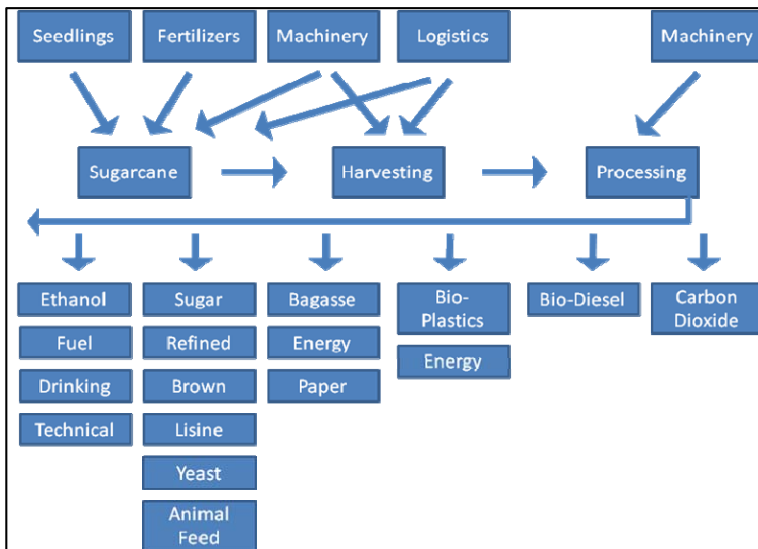 Seedlings
Fertilizers
Machinery
Logistics
Machinery
Sugarcane
Harvesting
Processing
Ethanol
Sugar
Bagasse
Bio-
Plastics
Bio-Diesel
Carbon
Dioxide
Fuel
Refined
Energy
Energy
Drinking
Brown
Paper
Technical
Lisine
Yeast
Animal
Feed